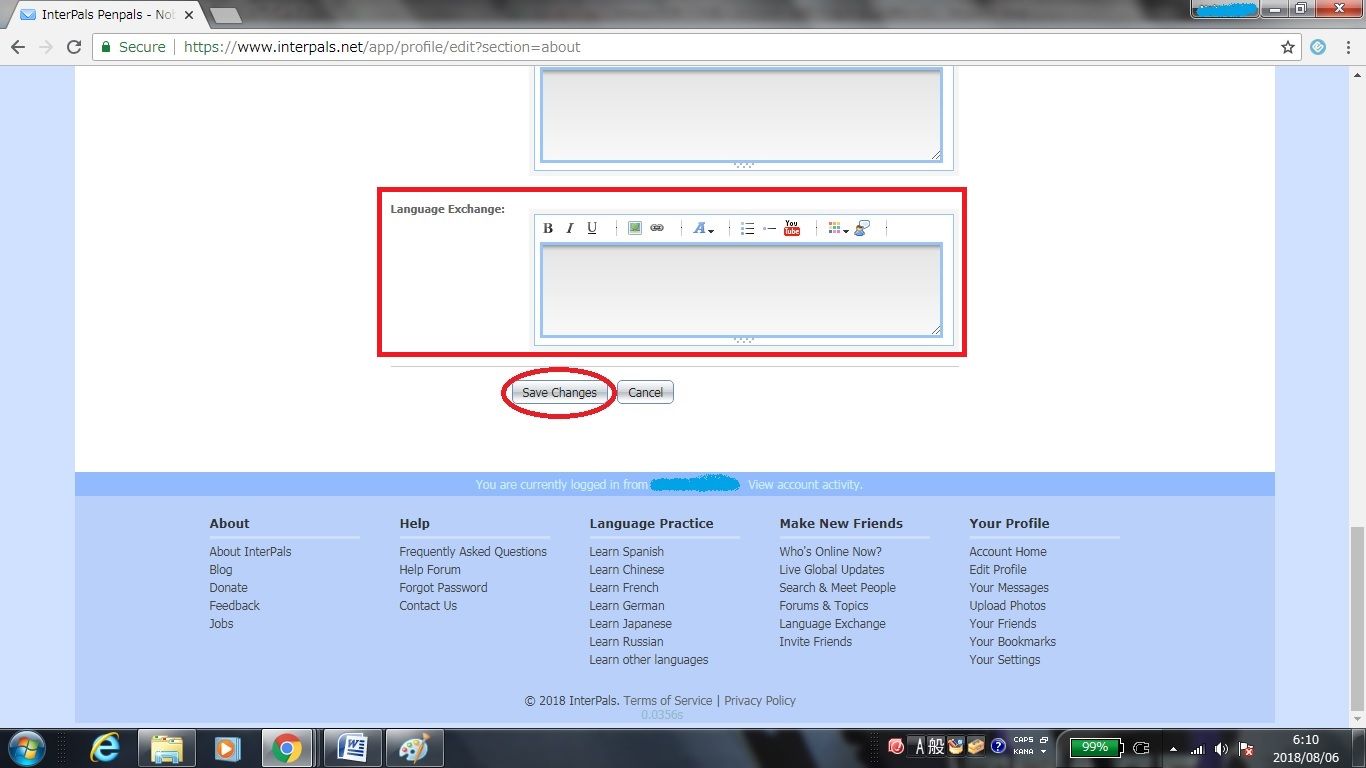 InterPals Penpals - Not
Secure
https://www.interpals.net/app/profile/edit?section=about
Language Exchange:
B I U
A
You Tube
Save Changes
Cancel
You are currently logged in from
View account activity.
About
About InterPals
Blog
Donate
Feedback
Jobs
Help
Frequently Asked Questions
Help Forum
Forgot Password
Contact Us
Language Practice
Learn Spanish
Learn Chinese
Learn French
Learn German
Learn Japanese
Learn Russian
Learn other languages
Make New Friends
Who's Online Now?
Live Global Updates
Search & Meet People
Forums & Topics
Language Exchange
Invite Friends
Your Profile
Account Home
Edit Profile
Your Messages
Upload Photos
Your Friends
Your Bookmarks
Your Settings
© 2018 InterPals. Terms of Service | Privacy Policy
0.0356s
A 般
CAPS
KANA
99%
6:10
2018/08/06